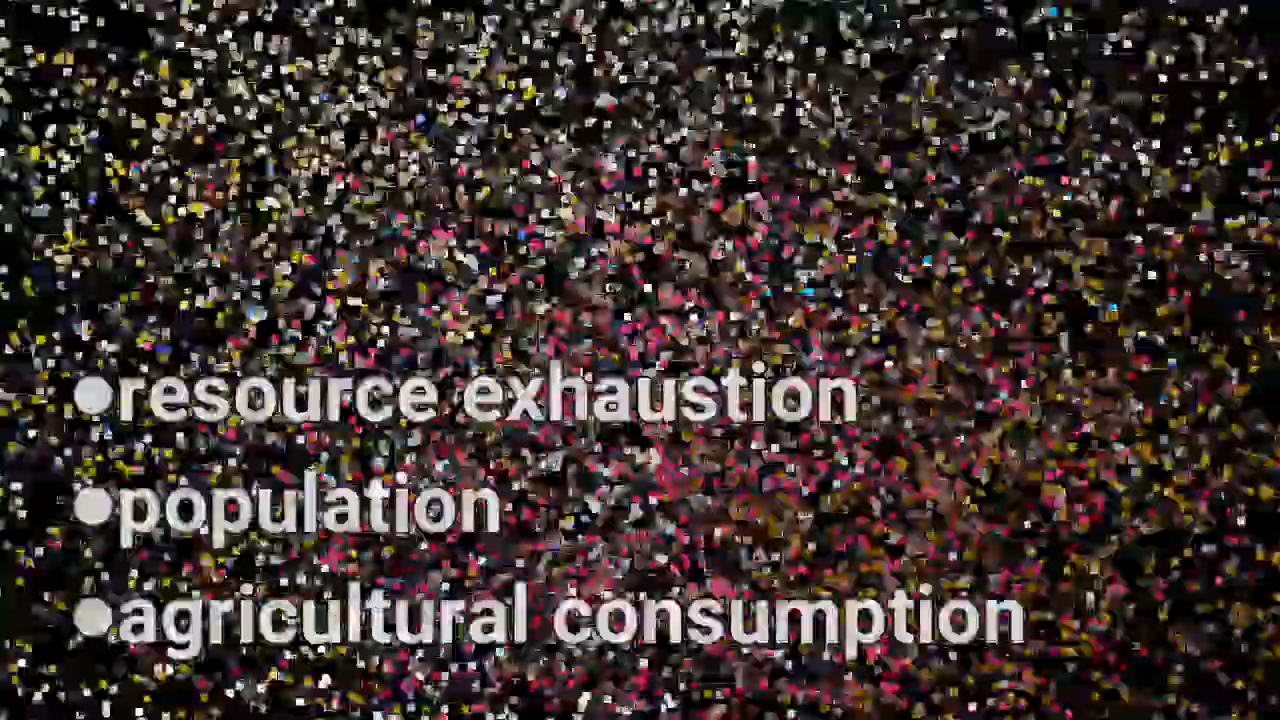 •resource exhaustion
•population
•agricultural consumption